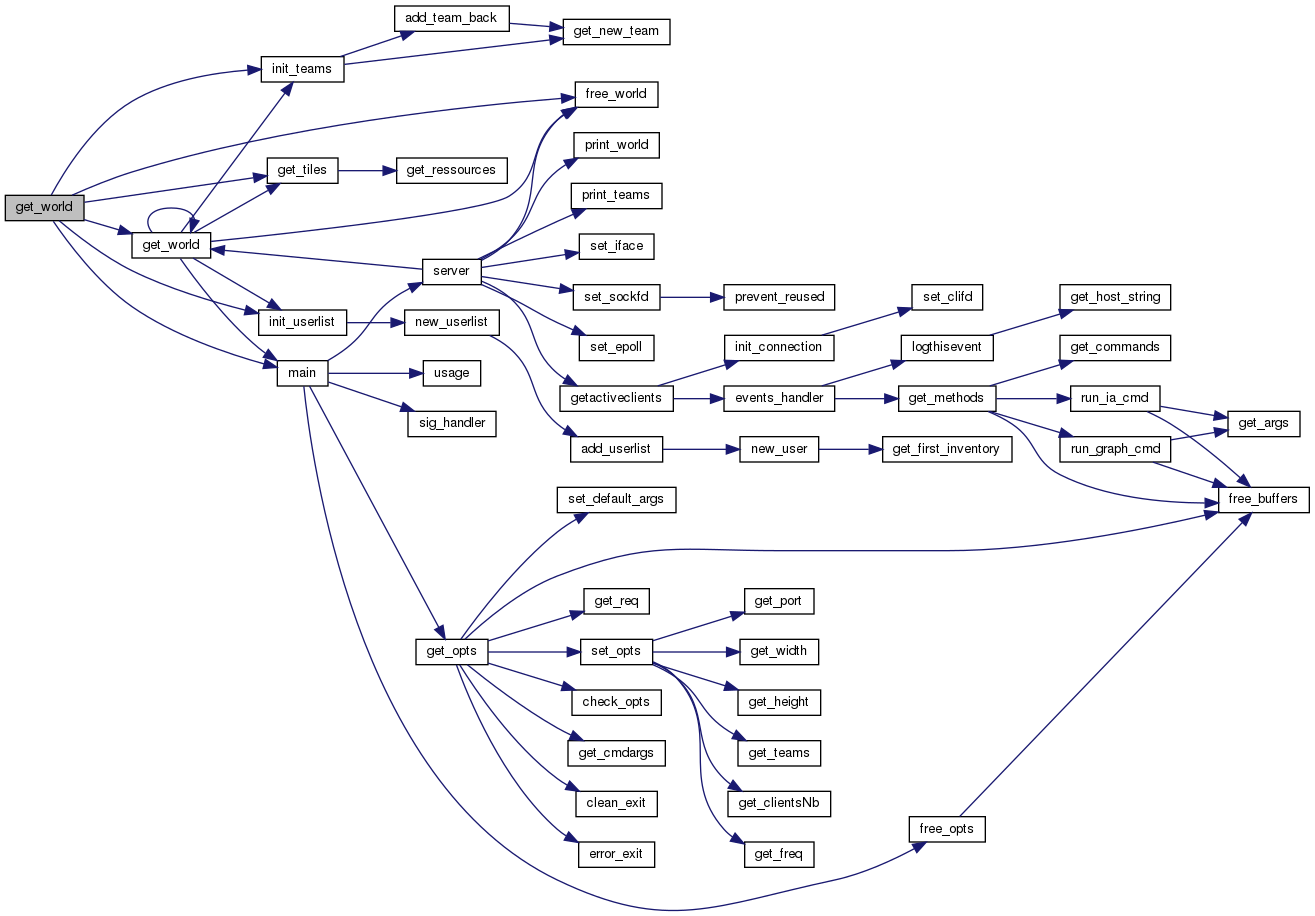 add_team_back
get_new_team
init_teams
free_world
print_world
get_tiles
get_ressources
print_teams
get_world
get_world
set_iface
server
set_sockfd
prevent_reused
set_clifd
get_host_string
init_userlist
new_userlist
set_epoll
init_connection
logthisevent
get_commands
main
usage
getactiveclients
events_handler
get_methods
run_ia_cmd
sig_handler
get_args
add_userlist
new_user
get_first_inventory
run_graph_cmd
set_default_args
free_buffers
get_req
get_port
get_opts
set_opts
get_width
check_opts
get_height
get_cmdargs
get_teams
clean_exit
get_clientsNb
free_opts
error_exit
get_freq